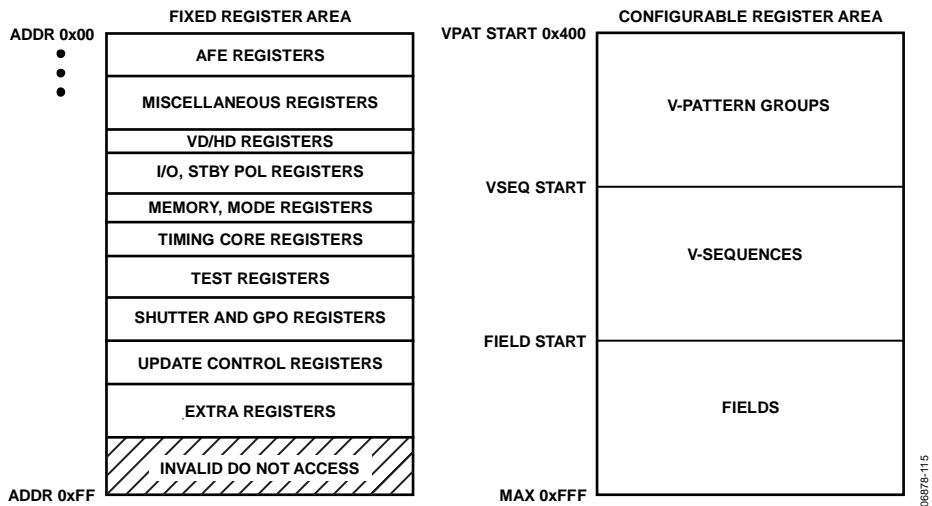 FIXED REGISTER AREA
ADDR 0x00
AFE REGISTERS
MISCELLANEOUS REGISTERS
VD/HD REGISTERS
I/O, STBY POL REGISTERS
MEMORY, MODE REGISTERS
TIMING CORE REGISTERS
TEST REGISTERS
SHUTTER AND GPO REGISTERS
UPDATE CONTROL REGISTERS
EXTRA REGISTERS
INVALID DO NOT ACCESS
ADDR 0xFF
CONFIGURABLE REGISTER AREA
VPAT START 0x400
V-PATTERN GROUPS
VSEQ START
V-SEQUENCES
FIELD START
FIELDS
MAX 0xFFF
06878-115